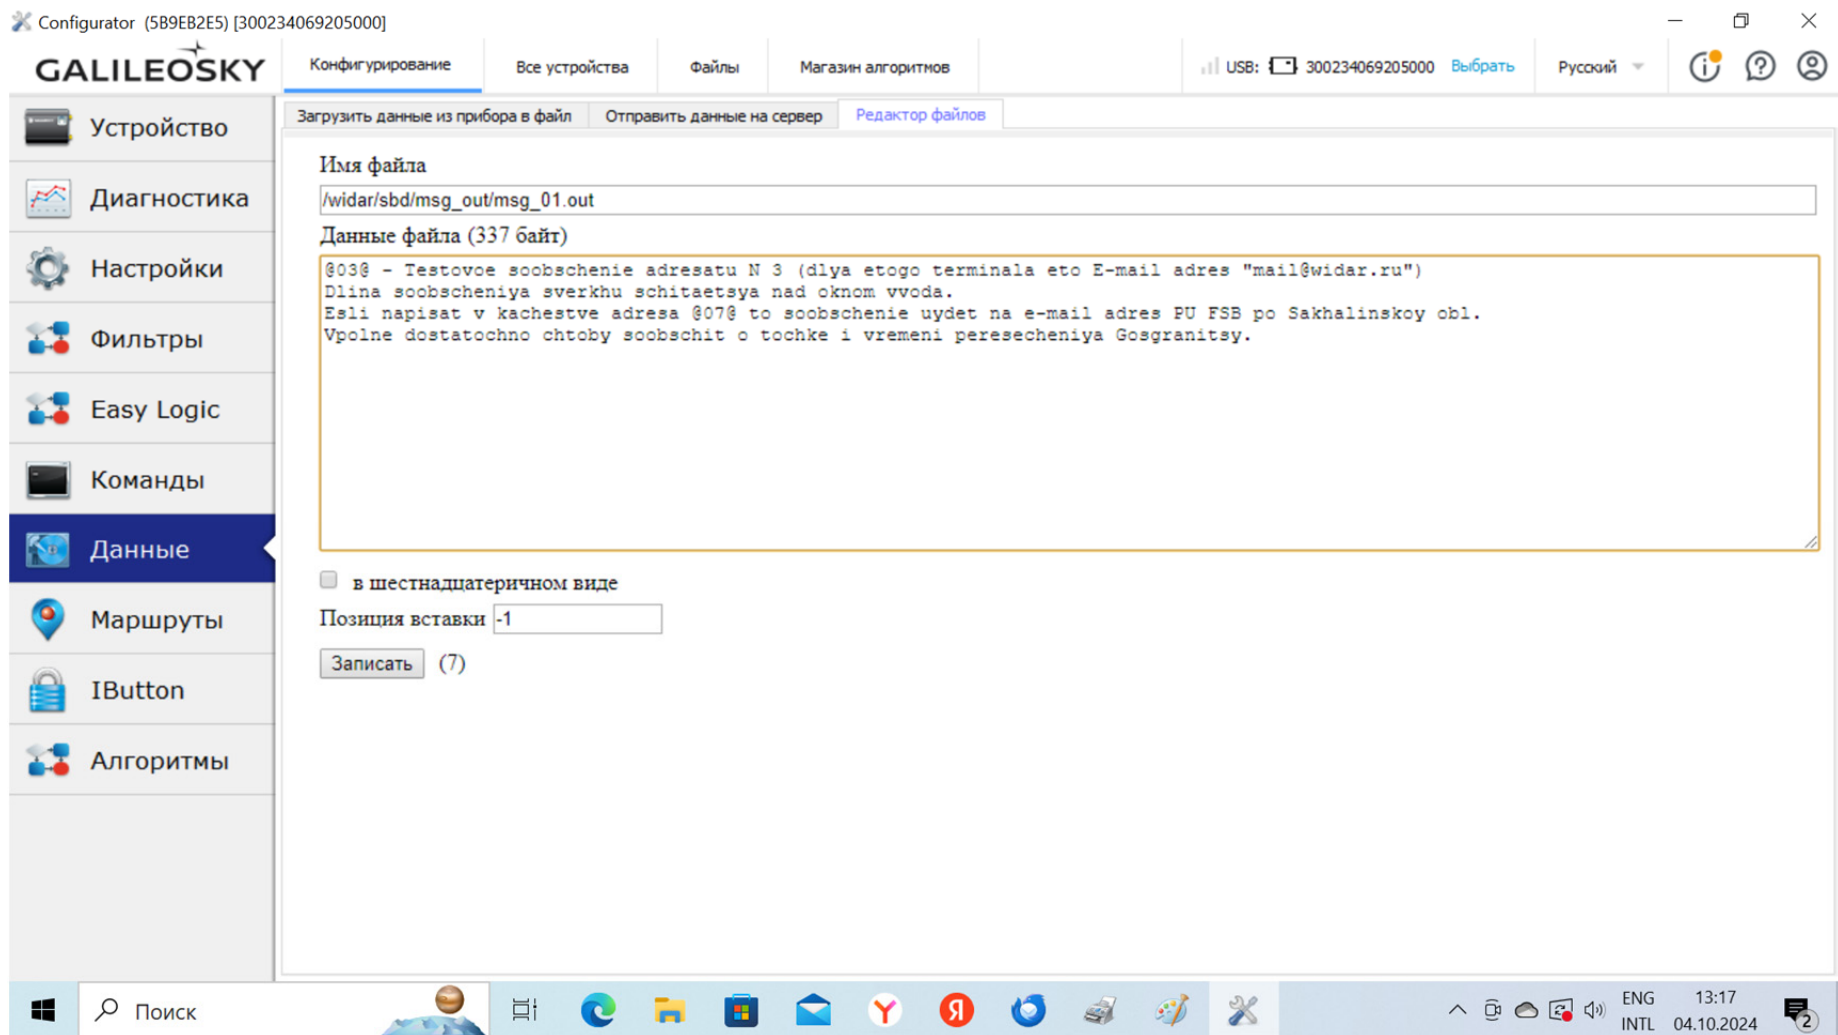 Configurator (5B9EB2E5) [300234069205000]
GALILEOSKY
Конфигурирование
Все устройства
Файлы
Магазин алгоритмов
USB: 300234069205000 Выбрать
Русский
Загрузить данные из прибора в файл
Отправить данные на сервер
Редактор файлов
Устройство
Диагностика
Настройки
Фильтры
Easy Logic
Команды
Данные
Маршруты
IButton
Алгоритмы
Имя файла
/widar/sbd/msg_out/msg_01.out
Данные файла (337 байт)
@03@ - Testovoe soobschenie adresatu N 3 (dlya etogo terminala eto E-mail adres "mail@widar.ru")
Dlina soobscheniya sverkhu schitaetsya nad oknom vvoda.
Esli napisat v kachestve adresa @07@ to soobschenie uydet na e-mail adres PU FSB po Sakhalinskoy obl.
Vpolne dostatochno chtoby soobschit o tochke i vremeni peresecheniya Gosgranitsy.
в шестнадцатеричном виде
Позиция вставки -1
Записать (7)
Поиск
Y
Я
ENG
INTL
13:17
04.10.2024
2